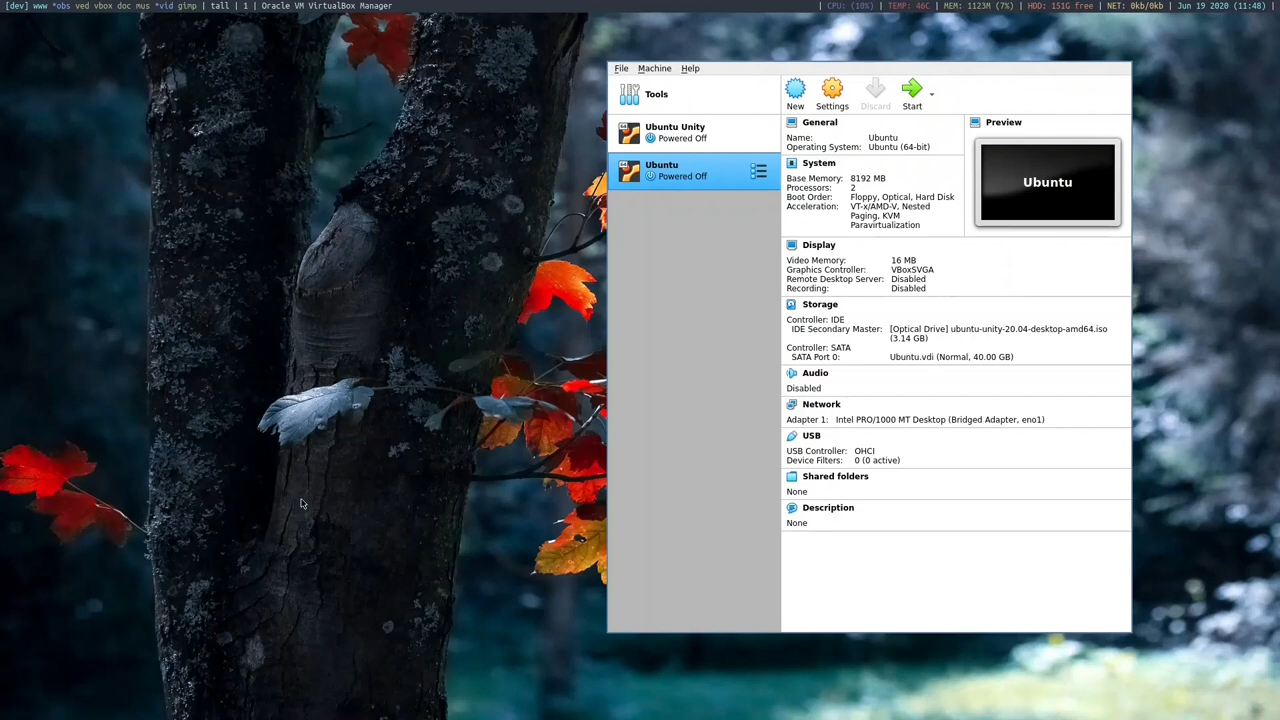 [dev] www *obs ved vbox doc mus *vid gimp | tall | 1 | Oracle VM VirtualBox Manager
| CPU: (10%) | TEMP: 46C | MEM: 1123M (7%) | HDD: 151G free | NET: 0kb/0kb | Jun 19 2020 (11:48) |
File Machine Help
Tools
Ubuntu Unity
Powered Off
Ubuntu
Powered Off
New Settings Discard Start
General
Name: Ubuntu
Operating System: Ubuntu (64-bit)
System
Base Memory: 8192 MB
Processors: 2
Boot Order: Floppy, Optical, Hard Disk
Acceleration: VT-x/AMD-V, Nested
Paging, KVM
Paravirtualization
Preview
Ubuntu
Display
Video Memory: 16 MB
Graphics Controller: VBoxSVGA
Remote Desktop Server: Disabled
Recording: Disabled
Storage
Controller: IDE
IDE Secondary Master: [Optical Drive] ubuntu-unity-20.04-desktop-amd64.iso
(3.14 GB)
Controller: SATA
SATA Port 0: Ubuntu.vdi (Normal, 40.00 GB)
Audio
Disabled
Network
Adapter 1: Intel PRO/1000 MT Desktop (Bridged Adapter, eno1)
USB
USB Controller: OHCI
Device Filters: 0 (0 active)
Shared folders
None
Description
None